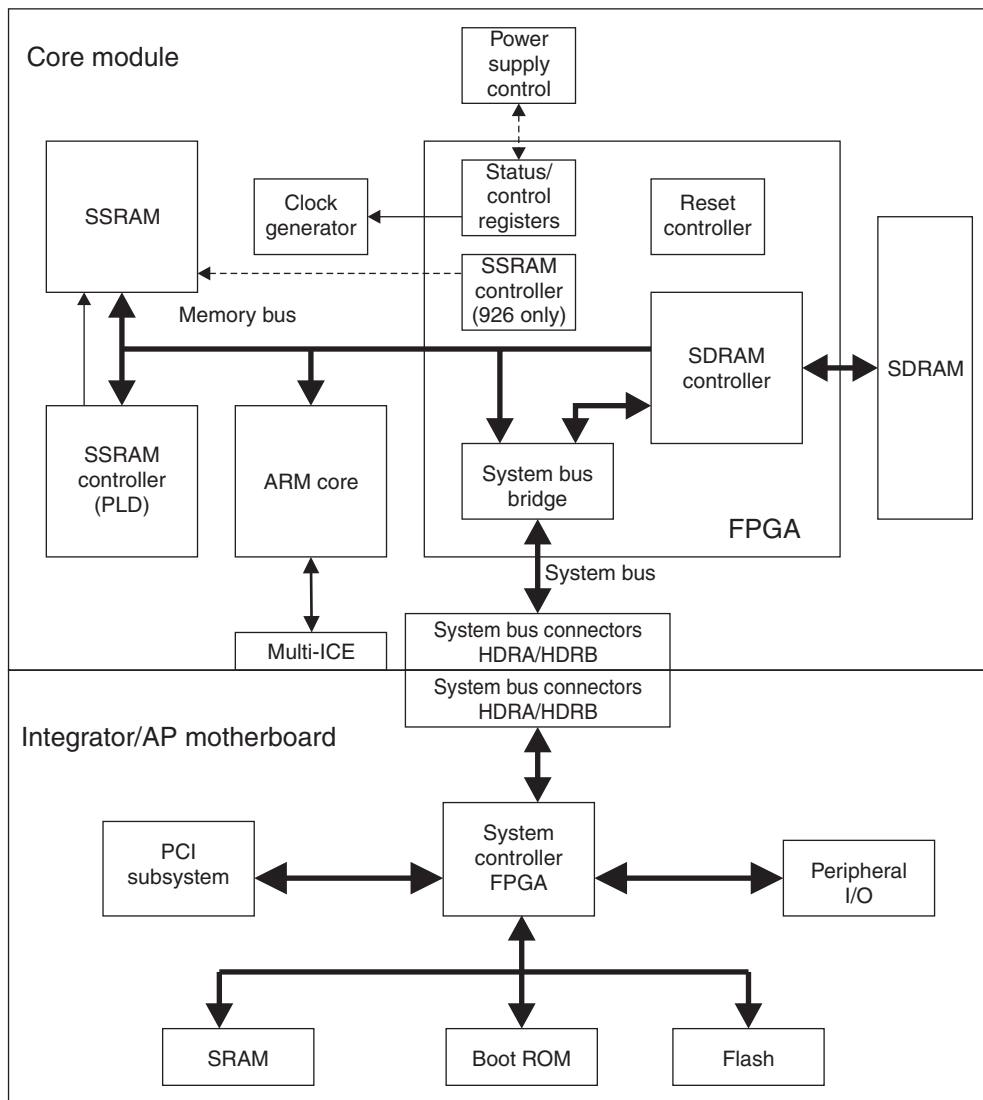 Core module
Power
supply
control
SSRAM
Clock
generator
Status/
control
registers
Reset
controller
SSRAM
controller
(926 only)
Memory bus
SDRAM
controller
SDRAM
SSRAM
controller
(PLD)
ARM core
System bus
bridge
FPGA
System bus
Multi-ICE
System bus connectors
HDRA/HDRB
System bus connectors
HDRA/HDRB
Integrator/AP motherboard
PCI
subsystem
System
controller
FPGA
Peripheral
I/O
SRAM
Boot ROM
Flash